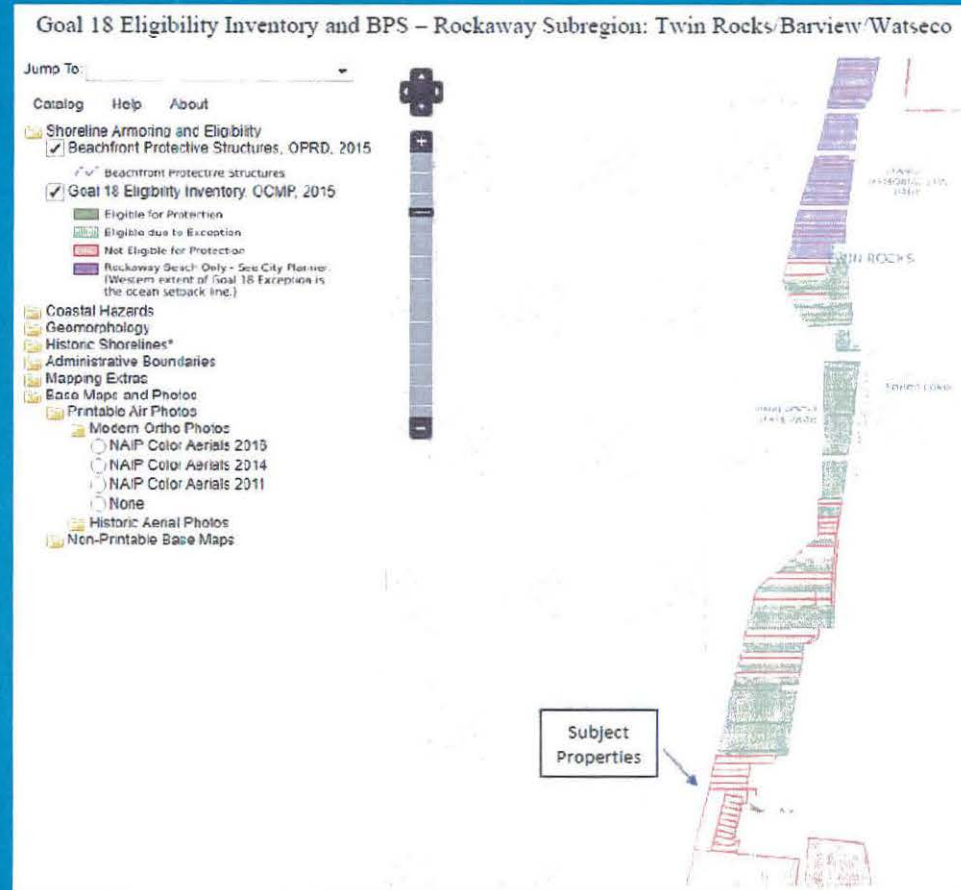 Goal 18 Eligibility Inventory and BPS – Rockaway Subregion: Twin Rocks/Barview/Watseco
Jump To:
Catalog Help About
Shoreline Armoring and Eligibility
Beachfront Protective Structures, OPRD, 2015
Beachfront Protective Structures
Goal 18 Eligibility Inventory, OCMP, 2015
Eligible for Protection
Eligible due to Exception
Not Eligible for Protection
Rockaway Beach Only - See City Planner.
(Western extent of Goal 18 Exception is
the ocean setback line.)
Coastal Hazards
Geomorphology
Historic Shorelines*
Administrative Boundaries
Mapping Extras
Base Maps and Photos
Printable Air Photos
Modern Ortho Photos
NAIP Color Aerials 2016
NAIP Color Aerials 2014
NAIP Color Aerials 2011
None
Historic Aerial Photos
Non-Printable Base Maps
TWIN ROCKS
Subject
Properties